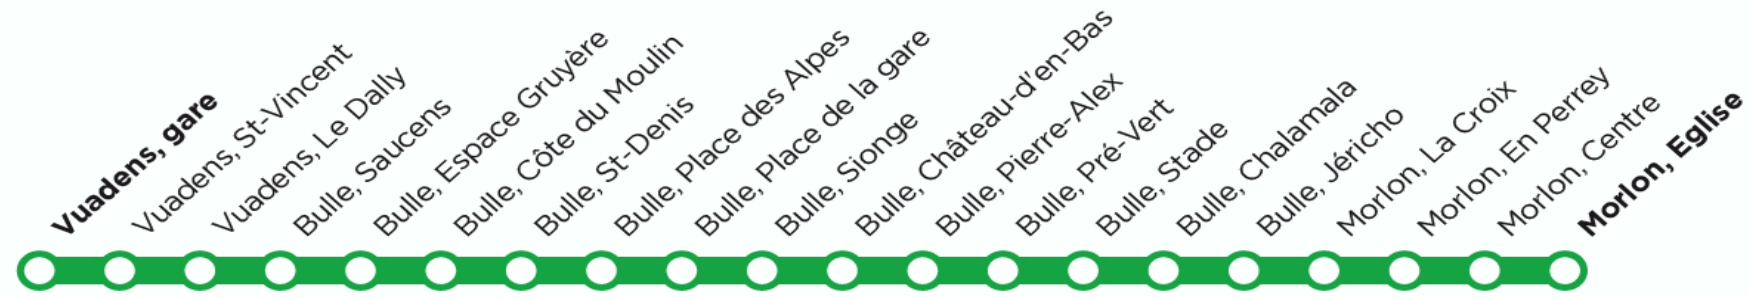 Vuadens, gare
Vuadens, St-Vincent
Vuadens, Le Dally
Bulle, Saucens
Bulle, Espace Gruyère
Bulle, Côte du Moulin
Bulle, St-Denis
Bulle, Place des Alpes
Bulle, Place de la gare
Bulle, Sionge
Bulle, Château-d'en-Bas
Bulle, Pierre-Alex
Bulle, Pré-Vert
Bulle, Stade
Bulle, Chalamala
Bulle, Jéricho
Morlon, La Croix
Morlon, En Perrey
Morlon, Centre
Morlon, Eglise